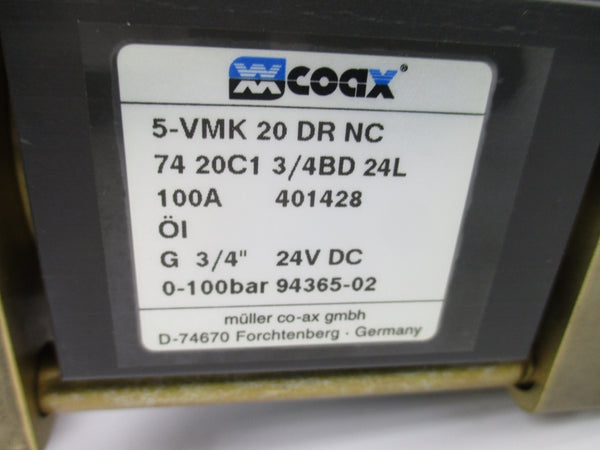 coax®
5-VMK 20 DR NC
74 20C1 3/4BD 24L
100A 401428
Öl
G 3/4" 24V DC
0-100bar 94365-02
müller co-ax gmbh
D-74670 Forchtenberg · Germany